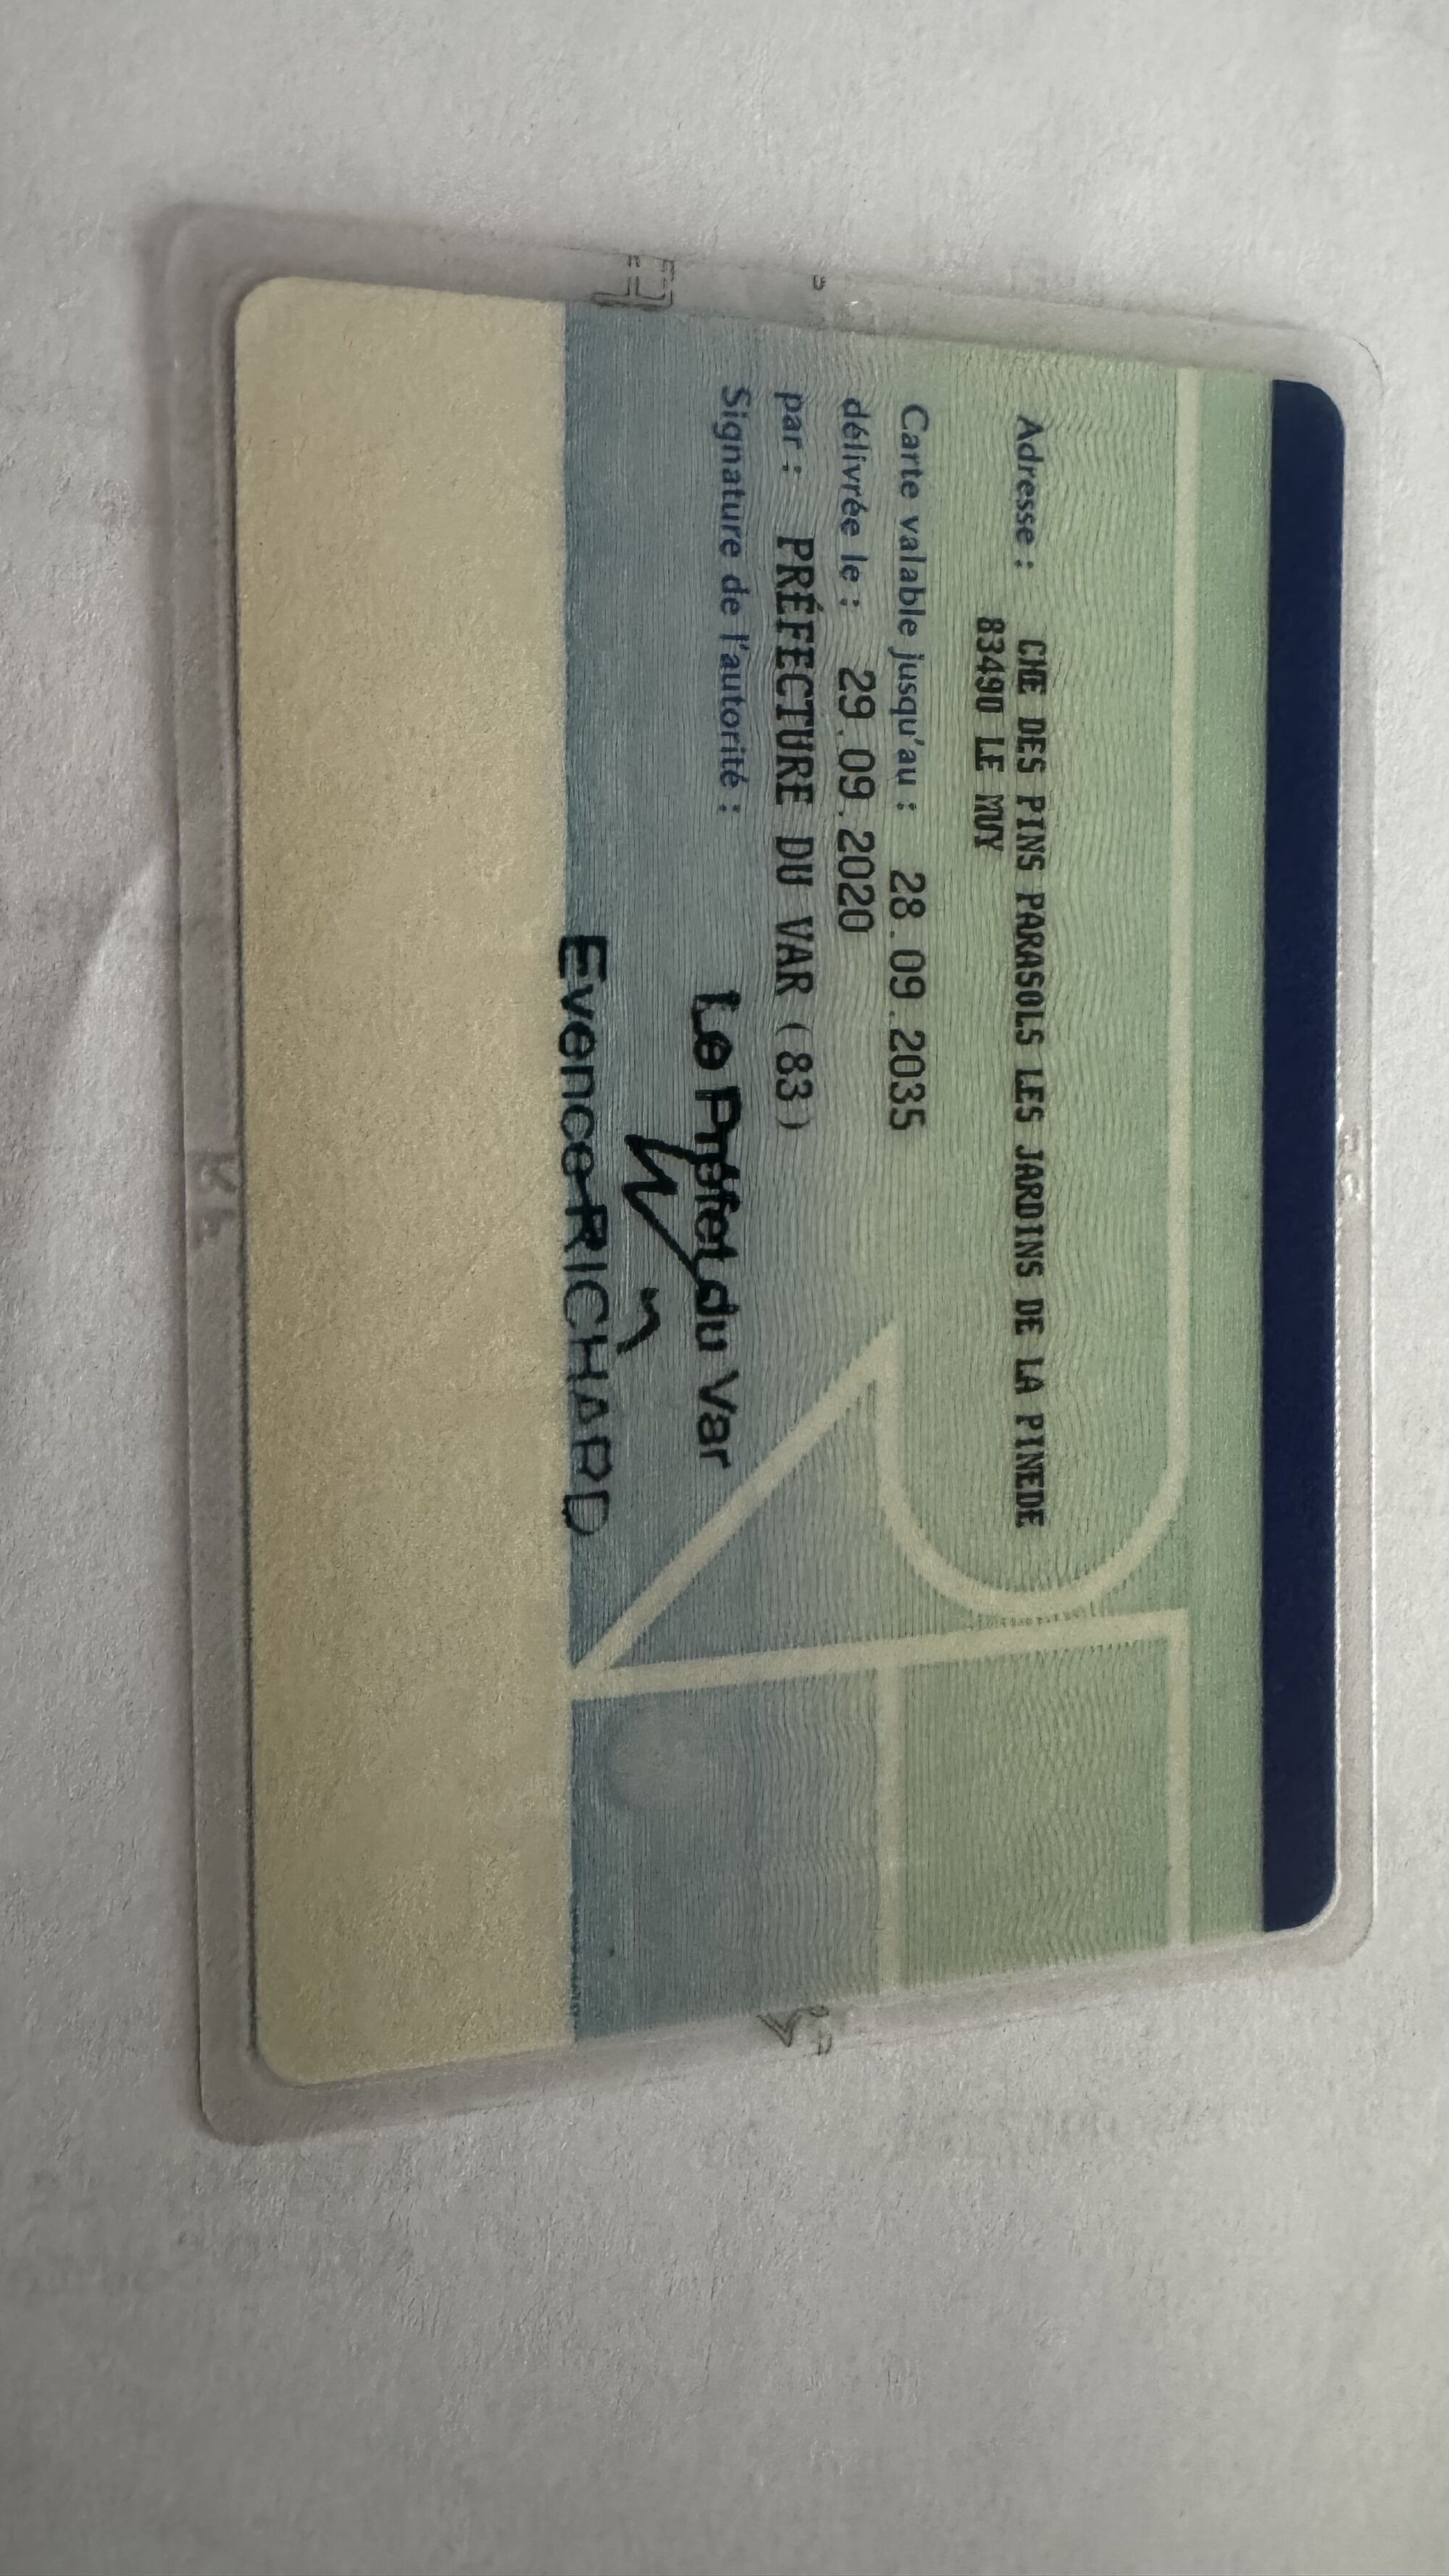 Adresse : CHE DES PINS PARASOLS LES JARDINS DE LA PINEDE
83490 LE MUY
Carte valable jusqu'au : 28.09.2035
délivrée le : 29.09.2020
par : PRÉFECTURE DU VAR (83)
Signature de l'autorité :
Le Préfet du Var
Evence RICHARD